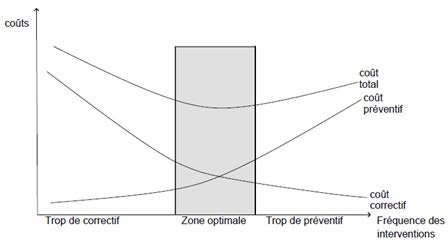 coûts
coût
total
coût
préventif
coût
correctif
Trop de correctif
Zone optimale
Trop de préventif
Fréquence des
interventions